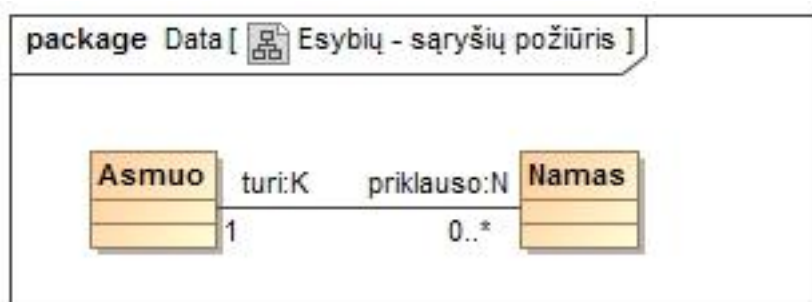 package Data [ Esybių - sąryšių požiūris ]
Asmuo turi:K priklauso:N Namas
1 0..*